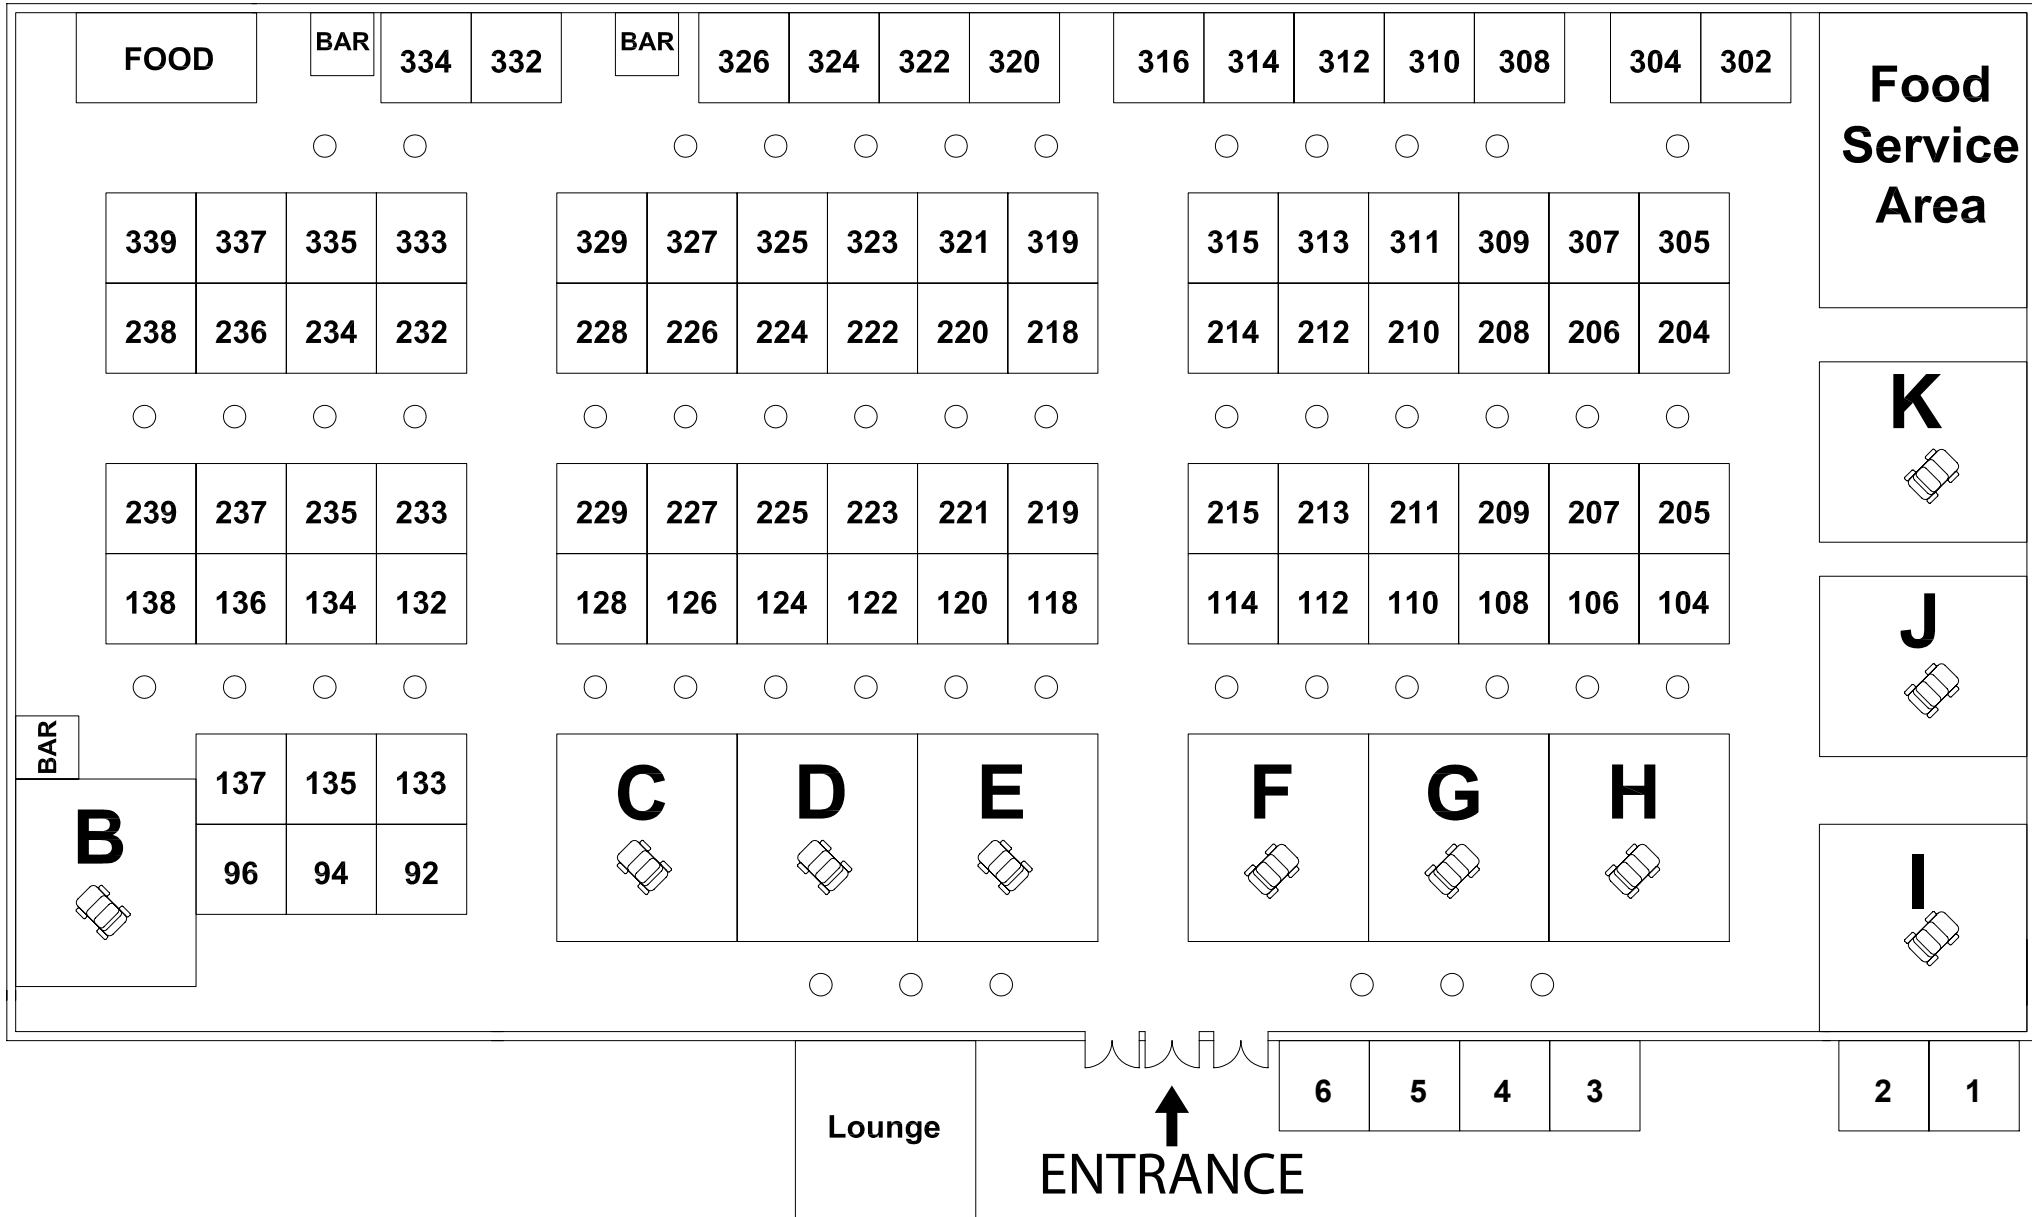 FOOD BAR 334 332 BAR 326 324 322 320 316 314 312 310 308 304 302
Food
Service
Area
339 337 335 333 329 327 325 323 321 319 315 313 311 309 307 305
238 236 234 232 228 226 224 222 220 218 214 212 210 208 206 204
K
239 237 235 233 229 227 225 223 221 219 215 213 211 209 207 205
138 136 134 132 128 126 124 122 120 118 114 112 110 108 106 104
J
BAR
137 135 133 C D E F G H
B
96 94 92
I
6 5 4 3 2 1
Lounge
ENTRANCE